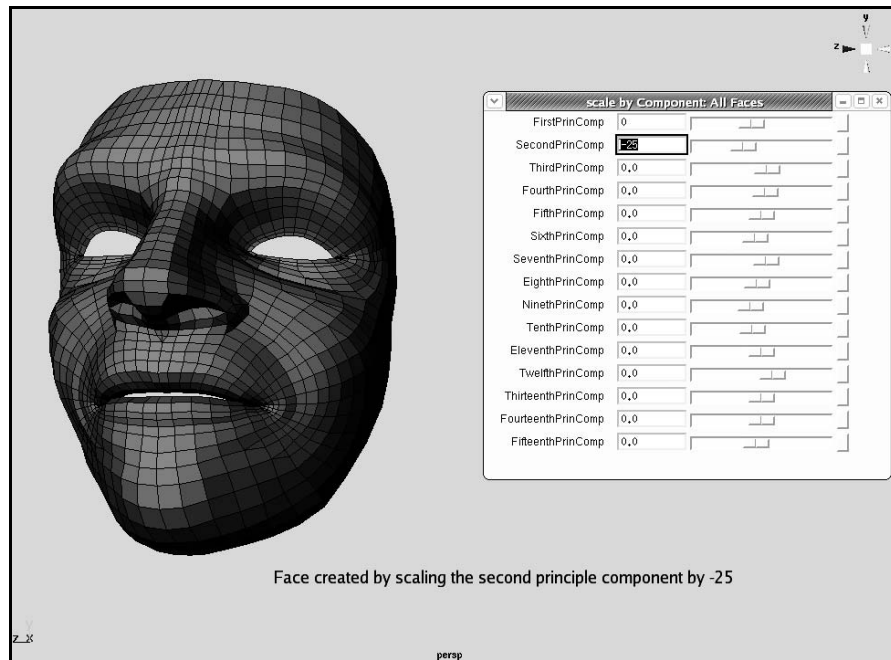 y
z
scale by Component: All Faces
FirstPrinComp 0
SecondPrinComp -25
ThirdPrinComp 0.0
FourthPrinComp 0.0
FifthPrinComp 0.0
SixthPrinComp 0.0
SeventhPrinComp 0.0
EighthPrinComp 0.0
NinethPrinComp 0.0
TenthPrinComp 0.0
EleventhPrinComp 0.0
TwelfthPrinComp 0.0
ThirteenthPrinComp 0.0
FourteenthPrinComp 0.0
FifteenthPrinComp 0.0
Face created by scaling the second principle component by -25
y
z x
persp